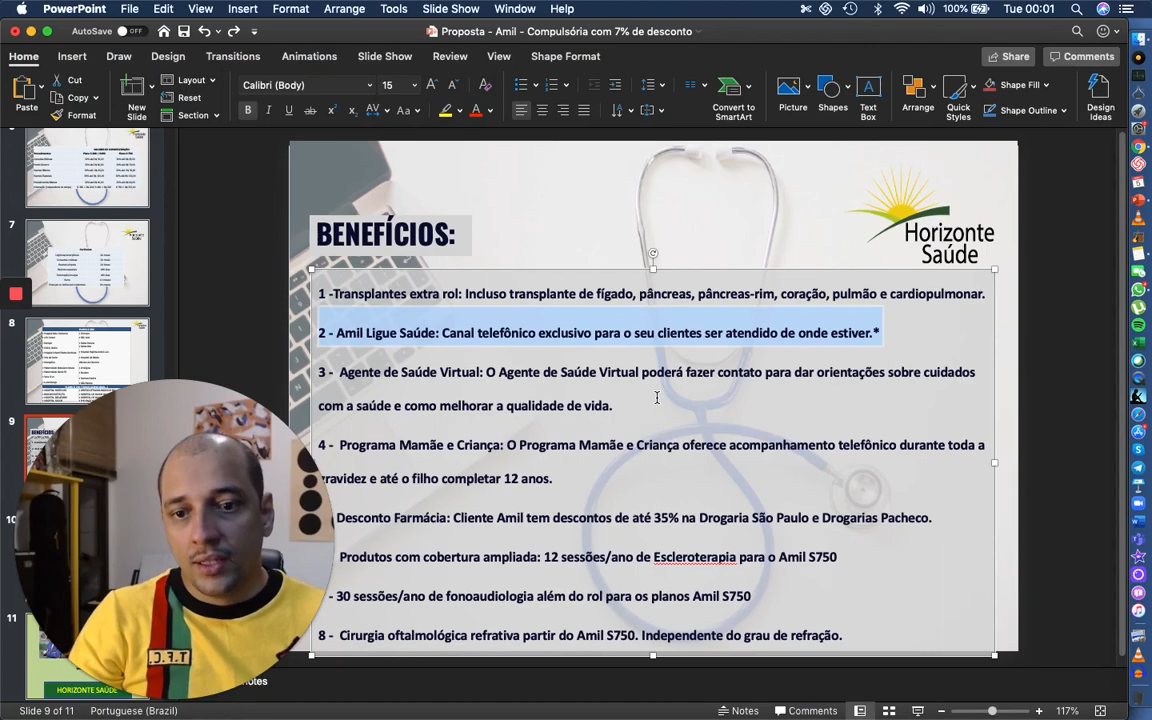 PowerPoint File Edit View Insert Format Arrange Tools Slide Show Window Help 100% Tue 00:01
AutoSave OFF Proposta - Amil - Compulsória com 7% de desconto
Home Insert Draw Design Transitions Animations Slide Show Review View Shape Format Share Comments
Paste Cut Copy Format New Slide Layout Reset Section Calibri (Body) 15 Convert to SmartArt Picture Shapes Text Box Arrange Quick Styles Shape Fill Shape Outline Design Ideas
7
8
9
10
11
HORIZONTE SAÚDE
BENEFÍCIOS:
Horizonte
Saúde
1 -Transplantes extra rol: Incluso transplante de fígado, pâncreas, pâncreas-rim, coração, pulmão e cardiopulmonar.
2 - Amil Ligue Saúde: Canal telefônico exclusivo para o seu clientes ser atendido de onde estiver.*
3 - Agente de Saúde Virtual: O Agente de Saúde Virtual poderá fazer contato para dar orientações sobre cuidados
com a saúde e como melhorar a qualidade de vida.
4 - Programa Mamãe e Criança: O Programa Mamãe e Criança oferece acompanhamento telefônico durante toda a
gravidez e até o filho completar 12 anos.
Desconto Farmácia: Cliente Amil tem descontos de até 35% na Drogaria São Paulo e Drogarias Pacheco.
Produtos com cobertura ampliada: 12 sessões/ano de Escleroterapia para o Amil S750
- 30 sessões/ano de fonoaudiologia além do rol para os planos Amil S750
8 - Cirurgia oftalmológica refrativa partir do Amil S750. Independente do grau de refração.
T.F.C.
notes
Slide 9 of 11 Portuguese (Brazil) Notes Comments 117%